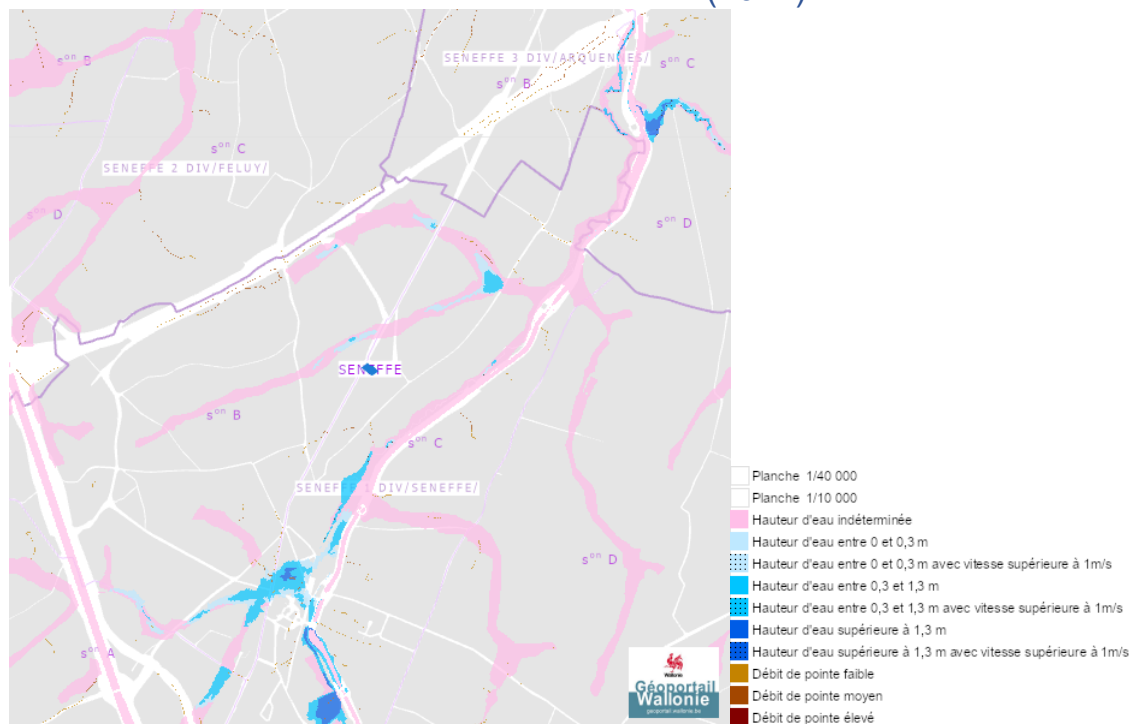 SENEFFE 3 DIV/ARQUENNES/
sᵒⁿ B
sᵒⁿ C
sᵒⁿ B
sᵒⁿ C
SENEFFE 2 DIV/FELUY/
sᵒⁿ D
sᵒⁿ D
SENEFFE
sᵒⁿ B
sᵒⁿ C
SENEFFE 1 DIV/SENEFFE/
sᵒⁿ D
sᵒⁿ A
Wallonie
Géoportail
Wallonie
geoportail.wallonie.be
Planche 1/40 000
Planche 1/10 000
Hauteur d'eau indéterminée
Hauteur d'eau entre 0 et 0,3 m
Hauteur d'eau entre 0 et 0,3 m avec vitesse supérieure à 1m/s
Hauteur d'eau entre 0,3 et 1,3 m
Hauteur d'eau entre 0,3 et 1,3 m avec vitesse supérieure à 1m/s
Hauteur d'eau supérieure à 1,3 m
Hauteur d'eau supérieure à 1,3 m avec vitesse supérieure à 1m/s
Débit de pointe faible
Débit de pointe moyen
Débit de pointe élevé